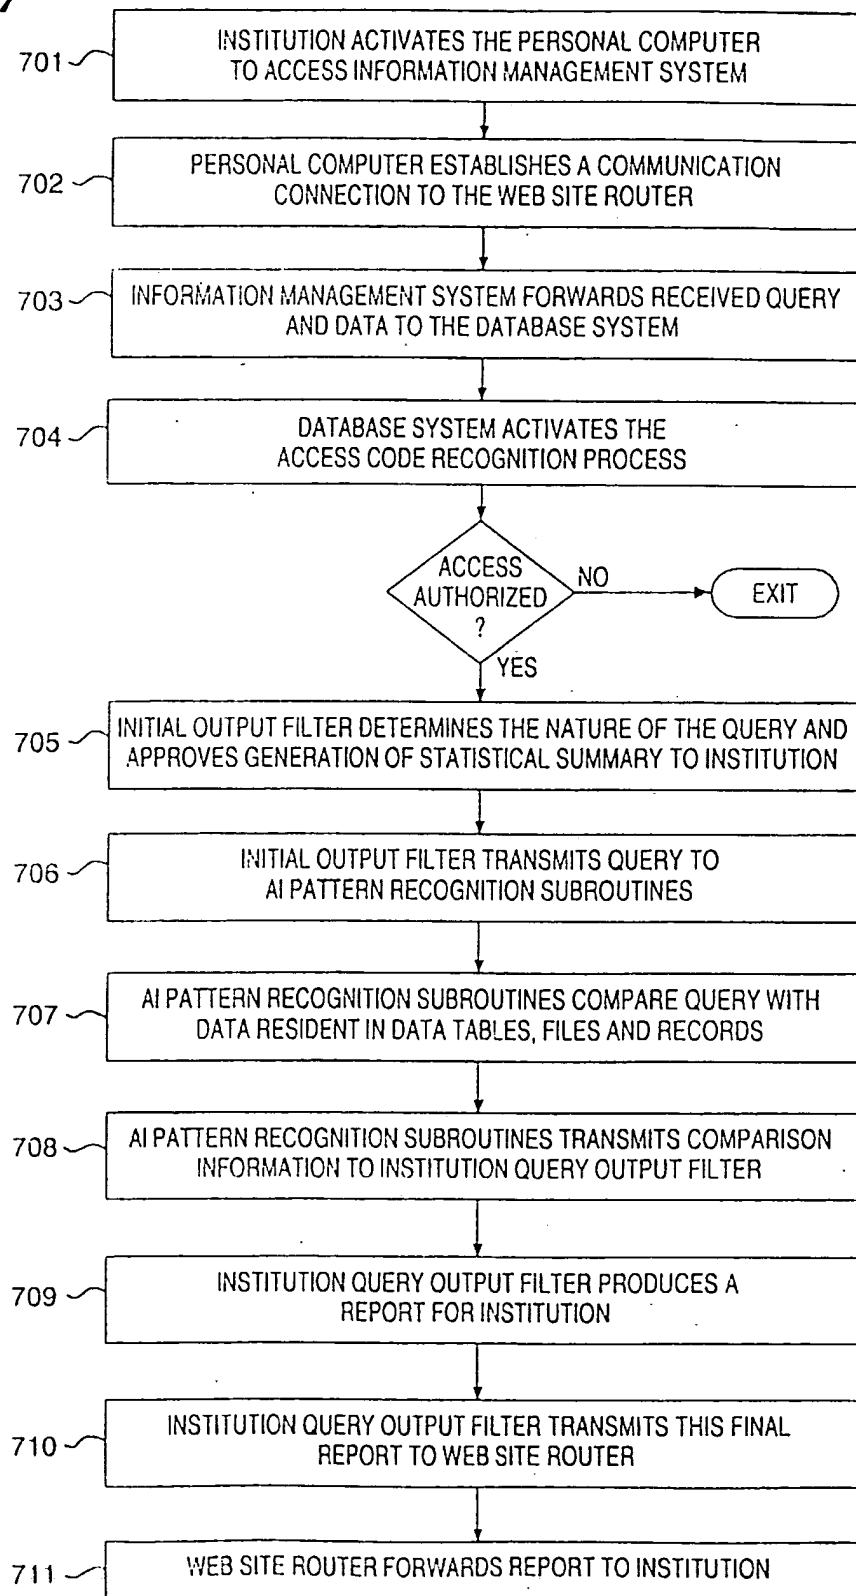 701
INSTITUTION ACTIVATES THE PERSONAL COMPUTER
TO ACCESS INFORMATION MANAGEMENT SYSTEM
702
PERSONAL COMPUTER ESTABLISHES A COMMUNICATION
CONNECTION TO THE WEB SITE ROUTER
703
INFORMATION MANAGEMENT SYSTEM FORWARDS RECEIVED QUERY
AND DATA TO THE DATABASE SYSTEM
704
DATABASE SYSTEM ACTIVATES THE
ACCESS CODE RECOGNITION PROCESS
ACCESS
AUTHORIZED
?
NO
EXIT
YES
705
INITIAL OUTPUT FILTER DETERMINES THE NATURE OF THE QUERY AND
APPROVES GENERATION OF STATISTICAL SUMMARY TO INSTITUTION
706
INITIAL OUTPUT FILTER TRANSMITS QUERY TO
AI PATTERN RECOGNITION SUBROUTINES
707
AI PATTERN RECOGNITION SUBROUTINES COMPARE QUERY WITH
DATA RESIDENT IN DATA TABLES, FILES AND RECORDS
708
AI PATTERN RECOGNITION SUBROUTINES TRANSMITS COMPARISON
INFORMATION TO INSTITUTION QUERY OUTPUT FILTER
709
INSTITUTION QUERY OUTPUT FILTER PRODUCES A
REPORT FOR INSTITUTION
710
INSTITUTION QUERY OUTPUT FILTER TRANSMITS THIS FINAL
REPORT TO WEB SITE ROUTER
711
WEB SITE ROUTER FORWARDS REPORT TO INSTITUTION